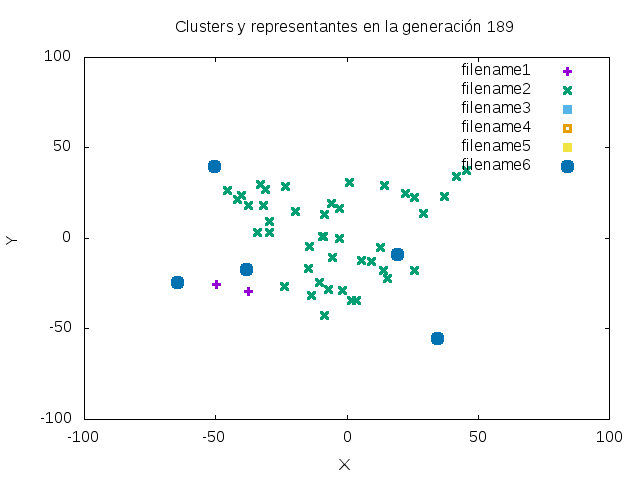 Clusters y representantes en la generación 189
100
50
0
-50
-100
-100
-50
0
50
100
Y
X
filename1
filename2
filename3
filename4
filename5
filename6